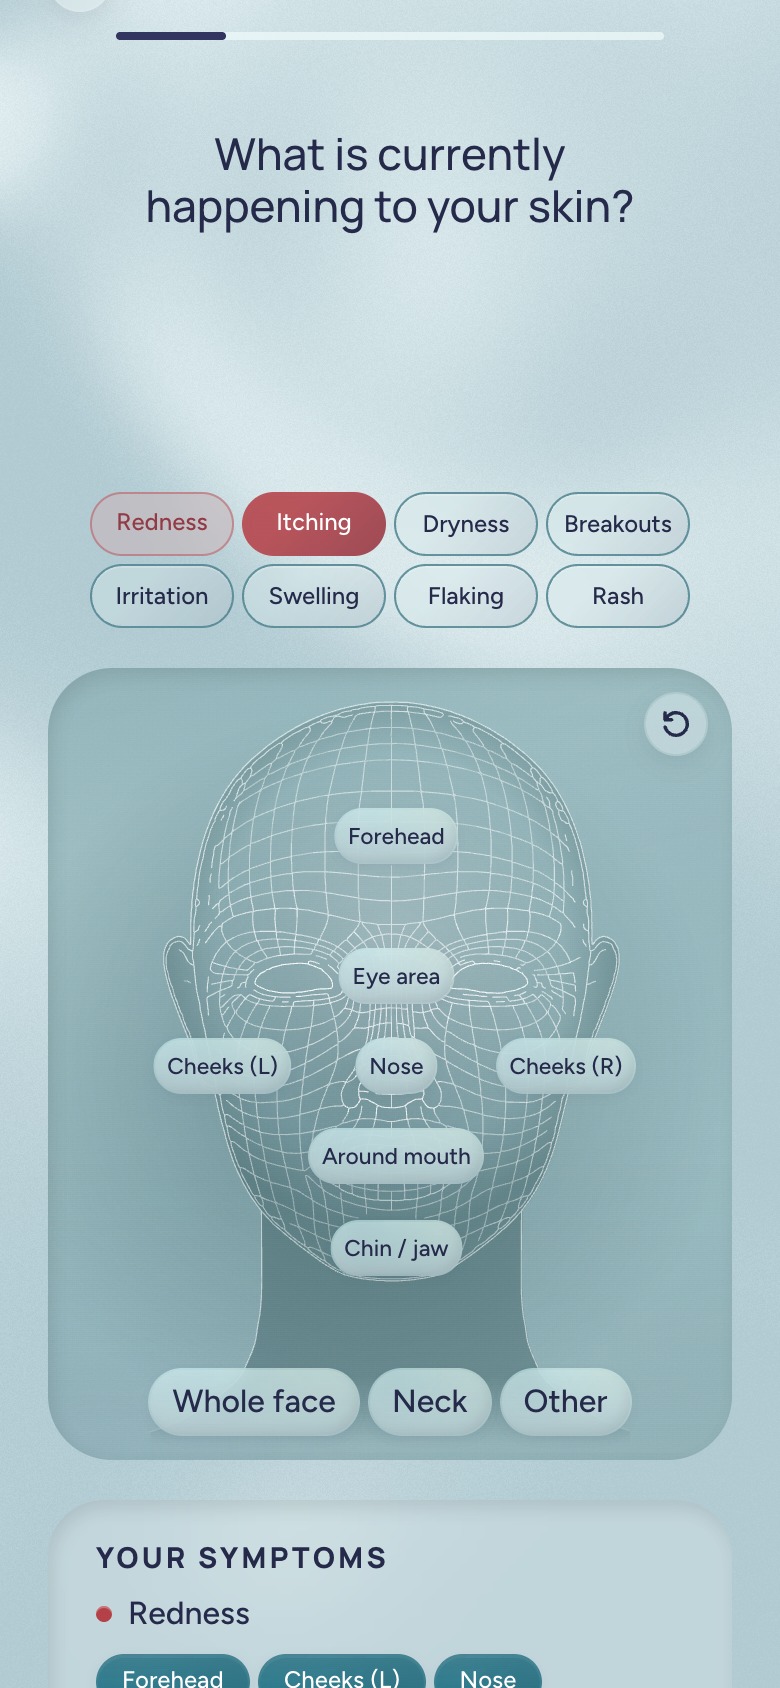 What is currently
happening to your skin?
Redness Itching Dryness Breakouts
Irritation Swelling Flaking Rash
Forehead
Eye area
Cheeks (L) Nose Cheeks (R)
Around mouth
Chin / jaw
Whole face Neck Other
YOUR SYMPTOMS
Redness
Forehead Cheeks (L) Nose